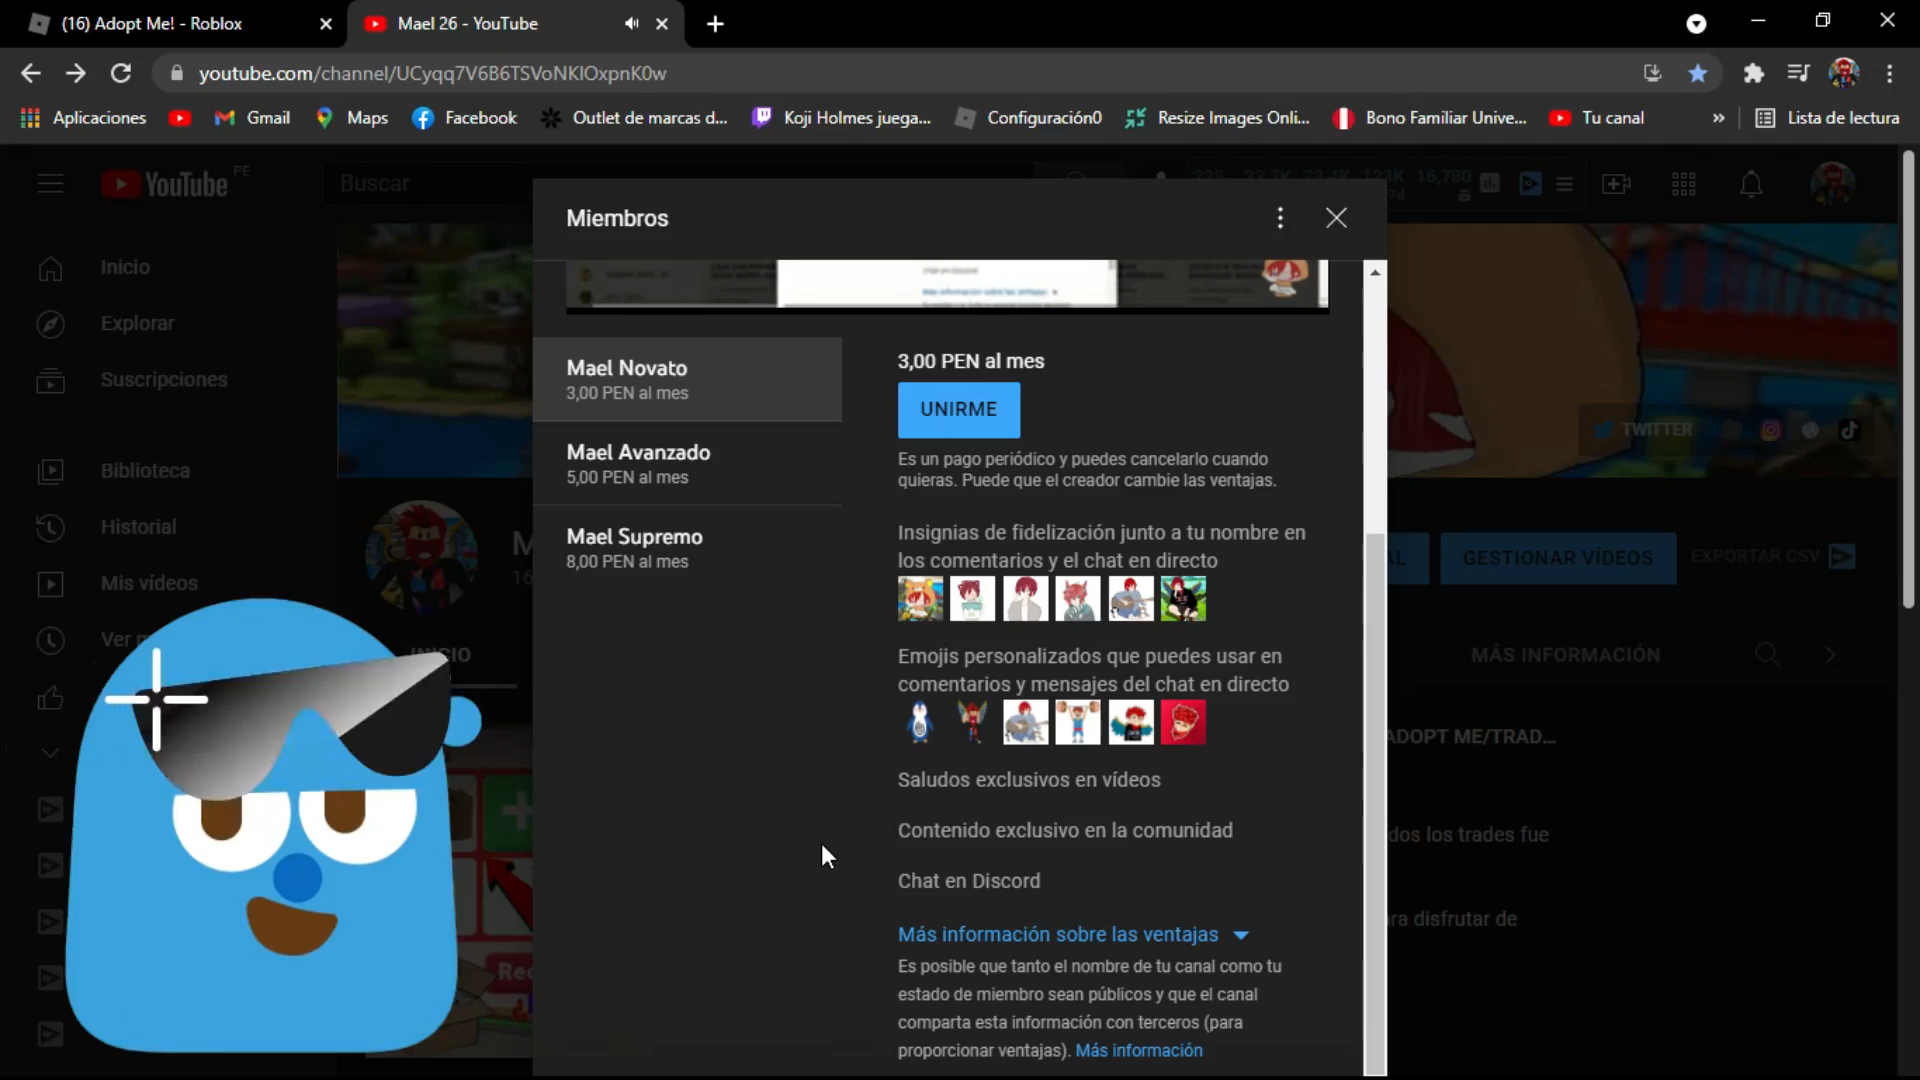 (16) Adopt Me! - Roblox
Mael 26 - YouTube
youtube.com/channel/UCyqq7V6B6TSVoNKlOxpnK0w
Aplicaciones
Gmail
Maps
Facebook
Outlet de marcas d...
Koji Holmes juega...
Configuración0
Resize Images Onli...
Bono Familiar Unive...
Tu canal
»
Lista de lectura
YouTube PE
Buscar
16,780
Inicio
Explorar
Suscripciones
Biblioteca
Historial
Mis vídeos
Ver
Miembros
Mael Novato
3,00 PEN al mes
Mael Avanzado
5,00 PEN al mes
Mael Supremo
8,00 PEN al mes
3,00 PEN al mes
UNIRME
Es un pago periódico y puedes cancelarlo cuando
quieras. Puede que el creador cambie las ventajas.
Insignias de fidelización junto a tu nombre en
los comentarios y el chat en directo
Emojis personalizados que puedes usar en
comentarios y mensajes del chat en directo
Saludos exclusivos en vídeos
Contenido exclusivo en la comunidad
Chat en Discord
Más información sobre las ventajas
Es posible que tanto el nombre de tu canal como tu
estado de miembro sean públicos y que el canal
comparta esta información con terceros (para
proporcionar ventajas). Más información
TWITTER
GESTIONAR VÍDEOS
EXPORTAR CSV
MÁS INFORMACIÓN
ADOPT ME/TRAD...
los trades fue
disfrutar de